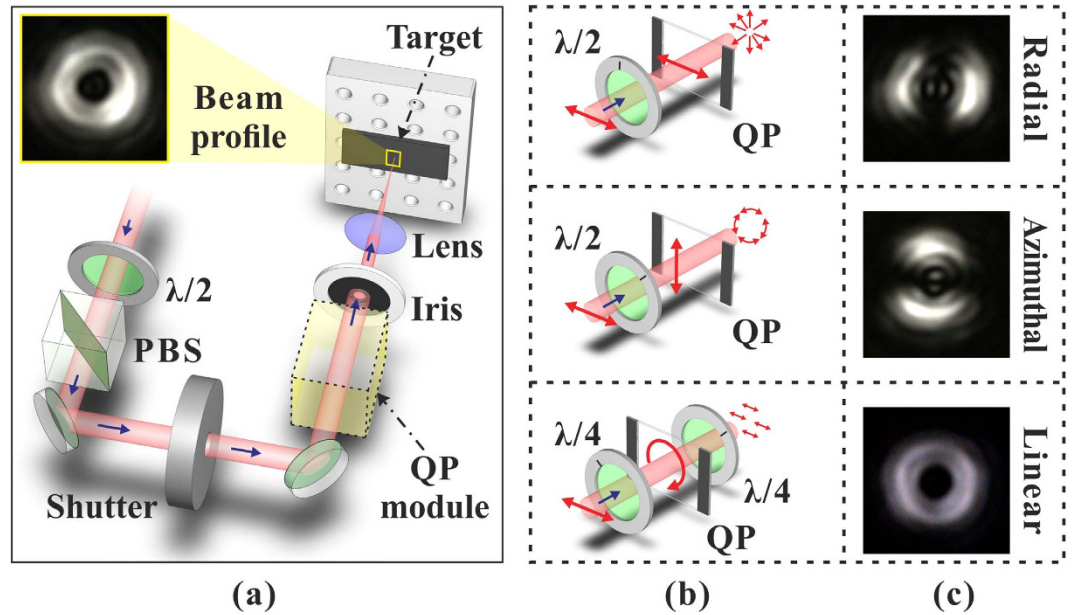 Target
Beam
profile
Lens
λ/2
Iris
PBS
QP
module
Shutter
(a)
λ/2
QP
λ/2
QP
λ/4
λ/4
QP
(b)
Radial
Azimuthal
Linear
(c)